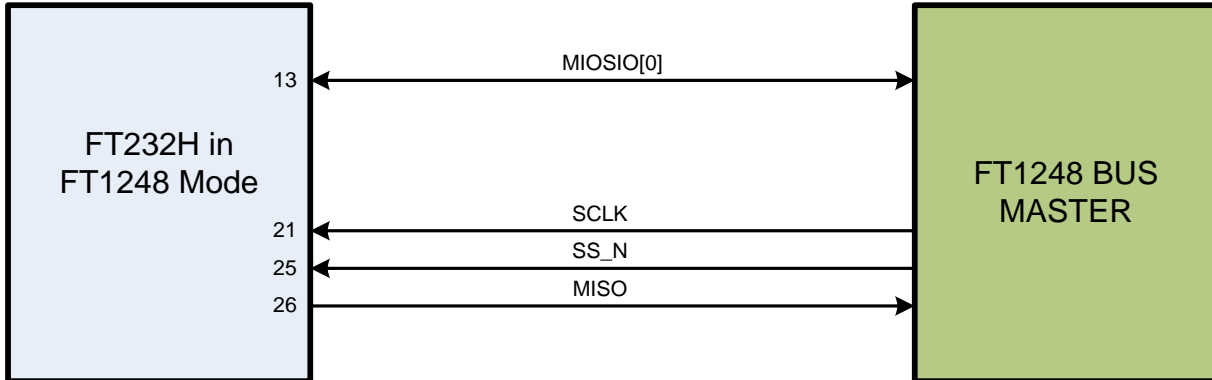 MIOSIO[0]
13
FT232H in
FT1248 Mode
FT1248 BUS
MASTER
SCLK
21
SS_N
25
MISO
26